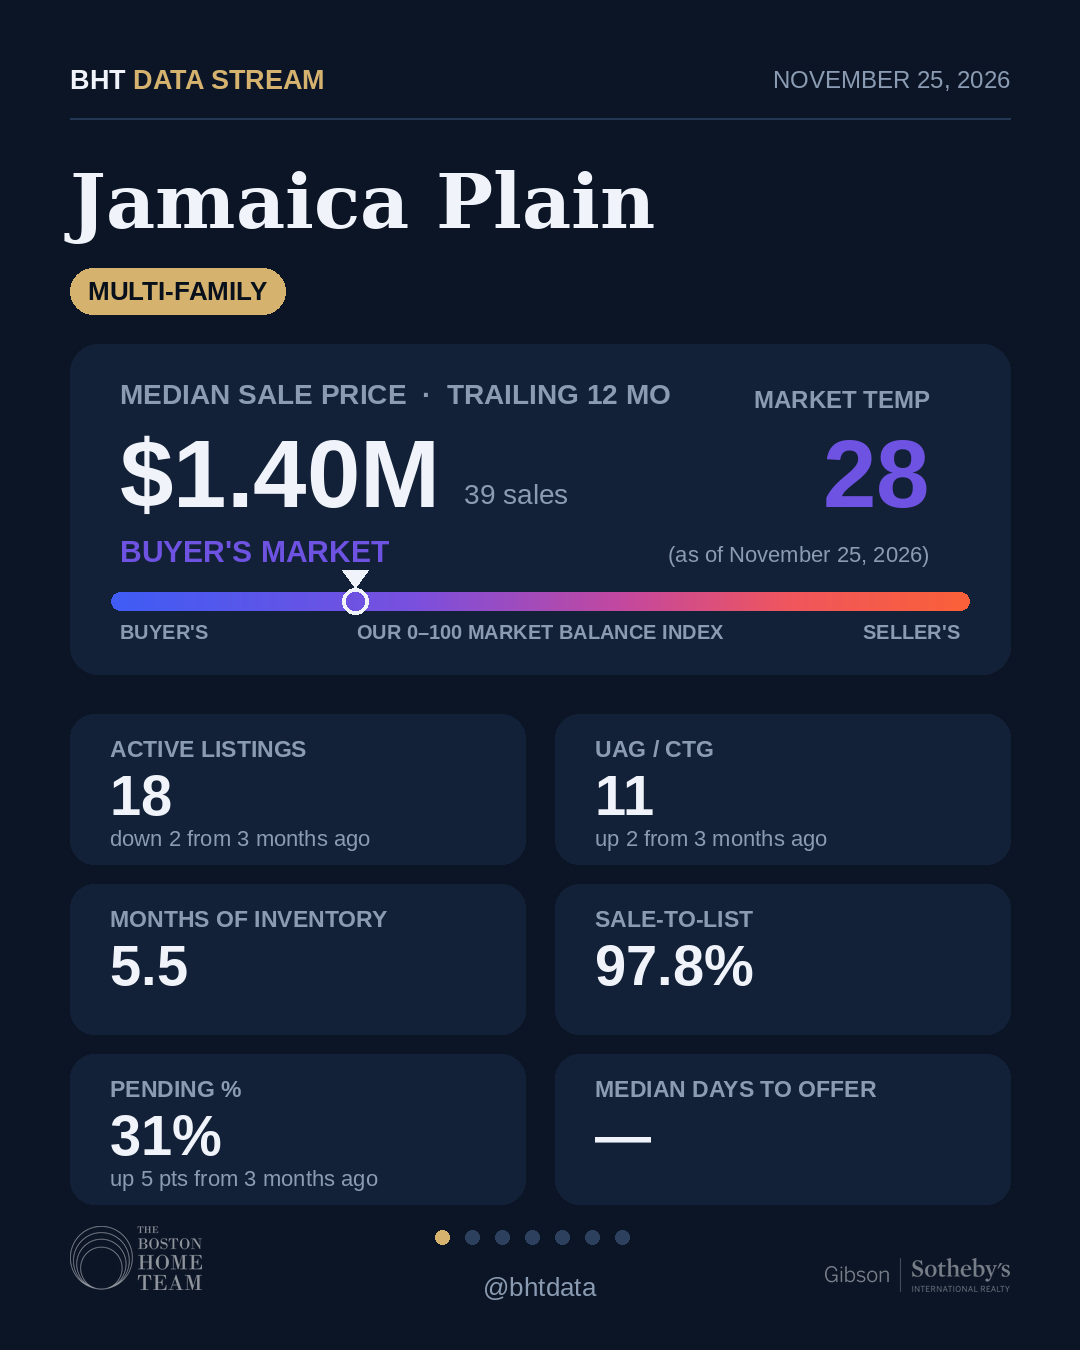 BHT DATA STREAM
NOVEMBER 25, 2026
Jamaica Plain
MULTI-FAMILY
MEDIAN SALE PRICE · TRAILING 12 MO
MARKET TEMP
$1.40M 39 sales
28
BUYER'S MARKET
(as of November 25, 2026)
BUYER'S
OUR 0–100 MARKET BALANCE INDEX
SELLER'S
ACTIVE LISTINGS
18
down 2 from 3 months ago
UAG / CTG
11
up 2 from 3 months ago
MONTHS OF INVENTORY
5.5
SALE-TO-LIST
97.8%
PENDING %
31%
up 5 pts from 3 months ago
MEDIAN DAYS TO OFFER
—
THE
BOSTON
HOME
TEAM
@bhtdata
Gibson
Sotheby's
INTERNATIONAL REALTY